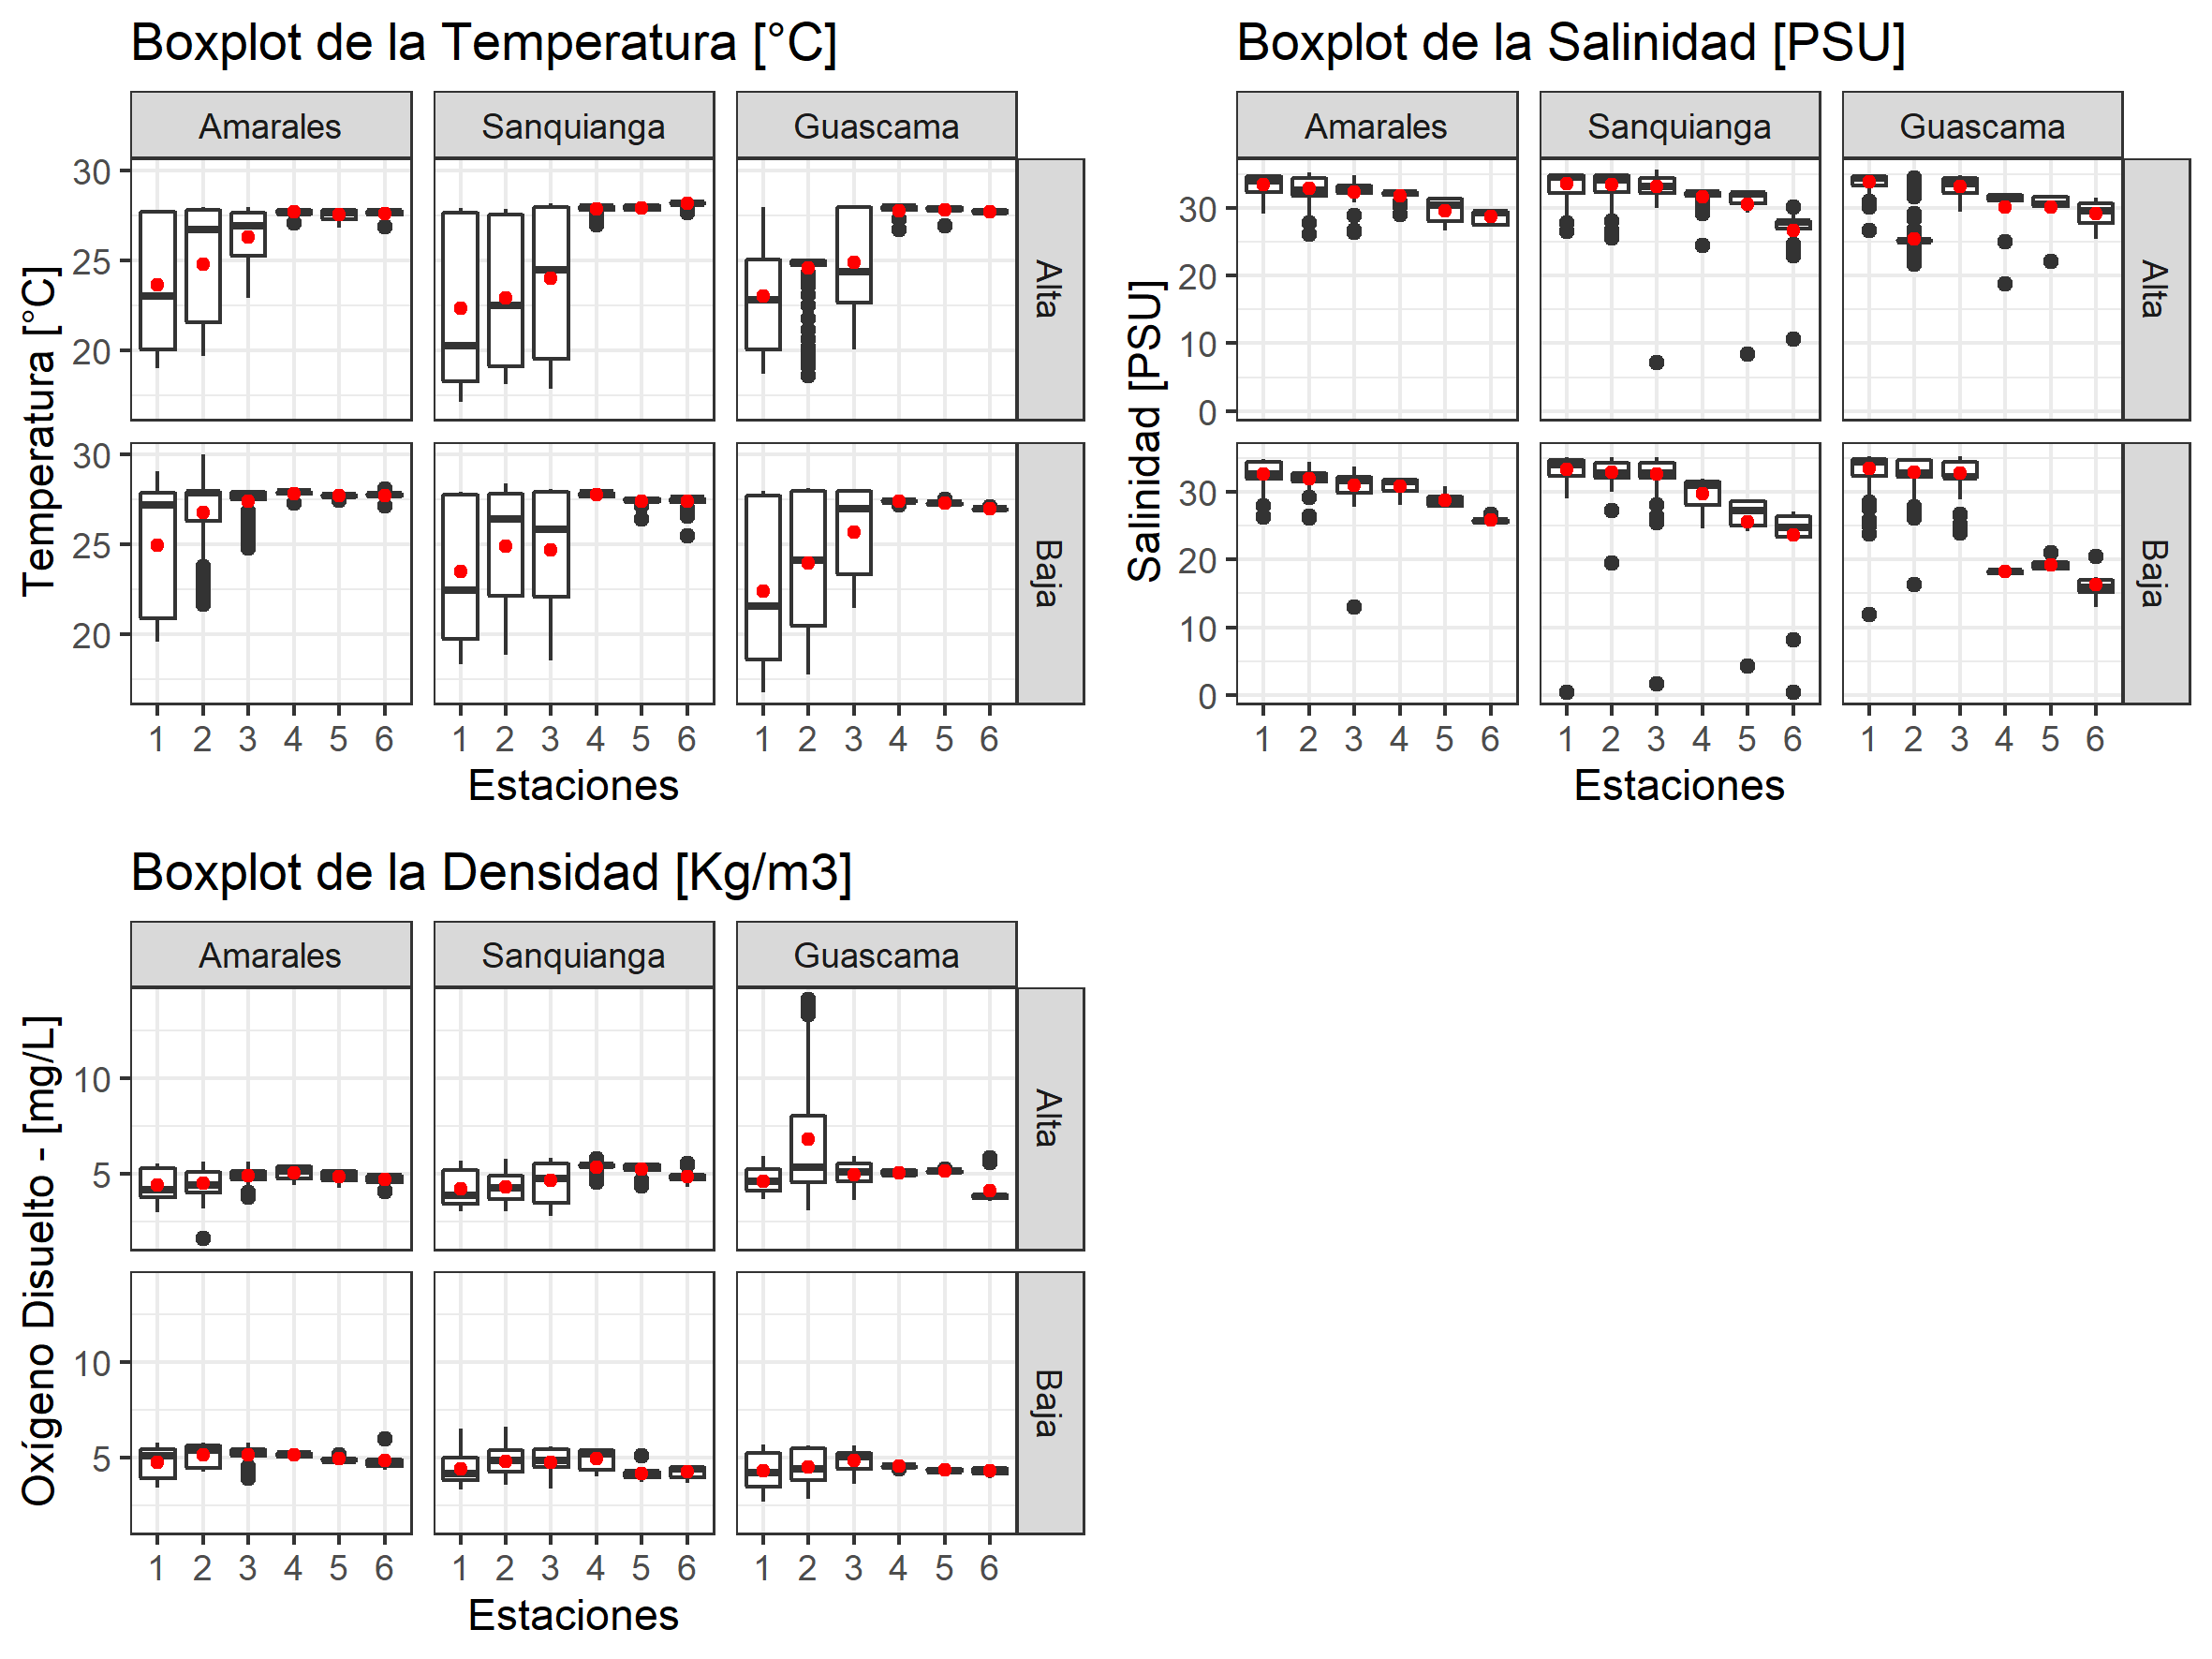 Boxplot de la Temperatura [°C]
Amarales Sanquianga Guascama
Temperatura [°C]
30
25
20
Alta
30
25
20
Baja
1 2 3 4 5 6 1 2 3 4 5 6 1 2 3 4 5 6
Estaciones
Boxplot de la Salinidad [PSU]
Amarales Sanquianga Guascama
Salinidad [PSU]
30
20
10
0
Alta
30
20
10
0
Baja
1 2 3 4 5 6 1 2 3 4 5 6 1 2 3 4 5 6
Estaciones
Boxplot de la Densidad [Kg/m3]
Amarales Sanquianga Guascama
Oxígeno Disuelto - [mg/L]
10
5
Alta
10
5
Baja
1 2 3 4 5 6 1 2 3 4 5 6 1 2 3 4 5 6
Estaciones